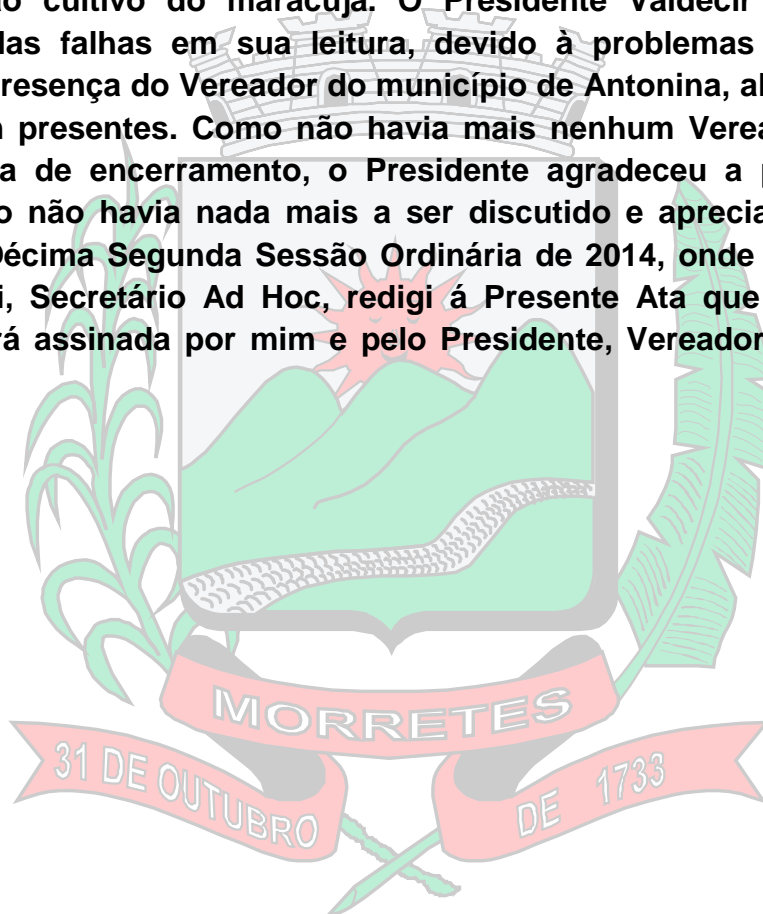 ao cultivo do maracujá. O Presidente Valdecir
das falhas em sua leitura, devido à problemas
resença do Vereador do município de Antonina, al
presentes. Como não havia mais nenhum Verea
a de encerramento, o Presidente agradeceu a p
o não havia nada mais a ser discutido e aprecia
Décima Segunda Sessão Ordinária de 2014, onde
i, Secretário Ad Hoc, redigi á Presente Ata que
rá assinada por mim e pelo Presidente, Vereador
MORRETES
31 DE OUTUBRO DE 1733